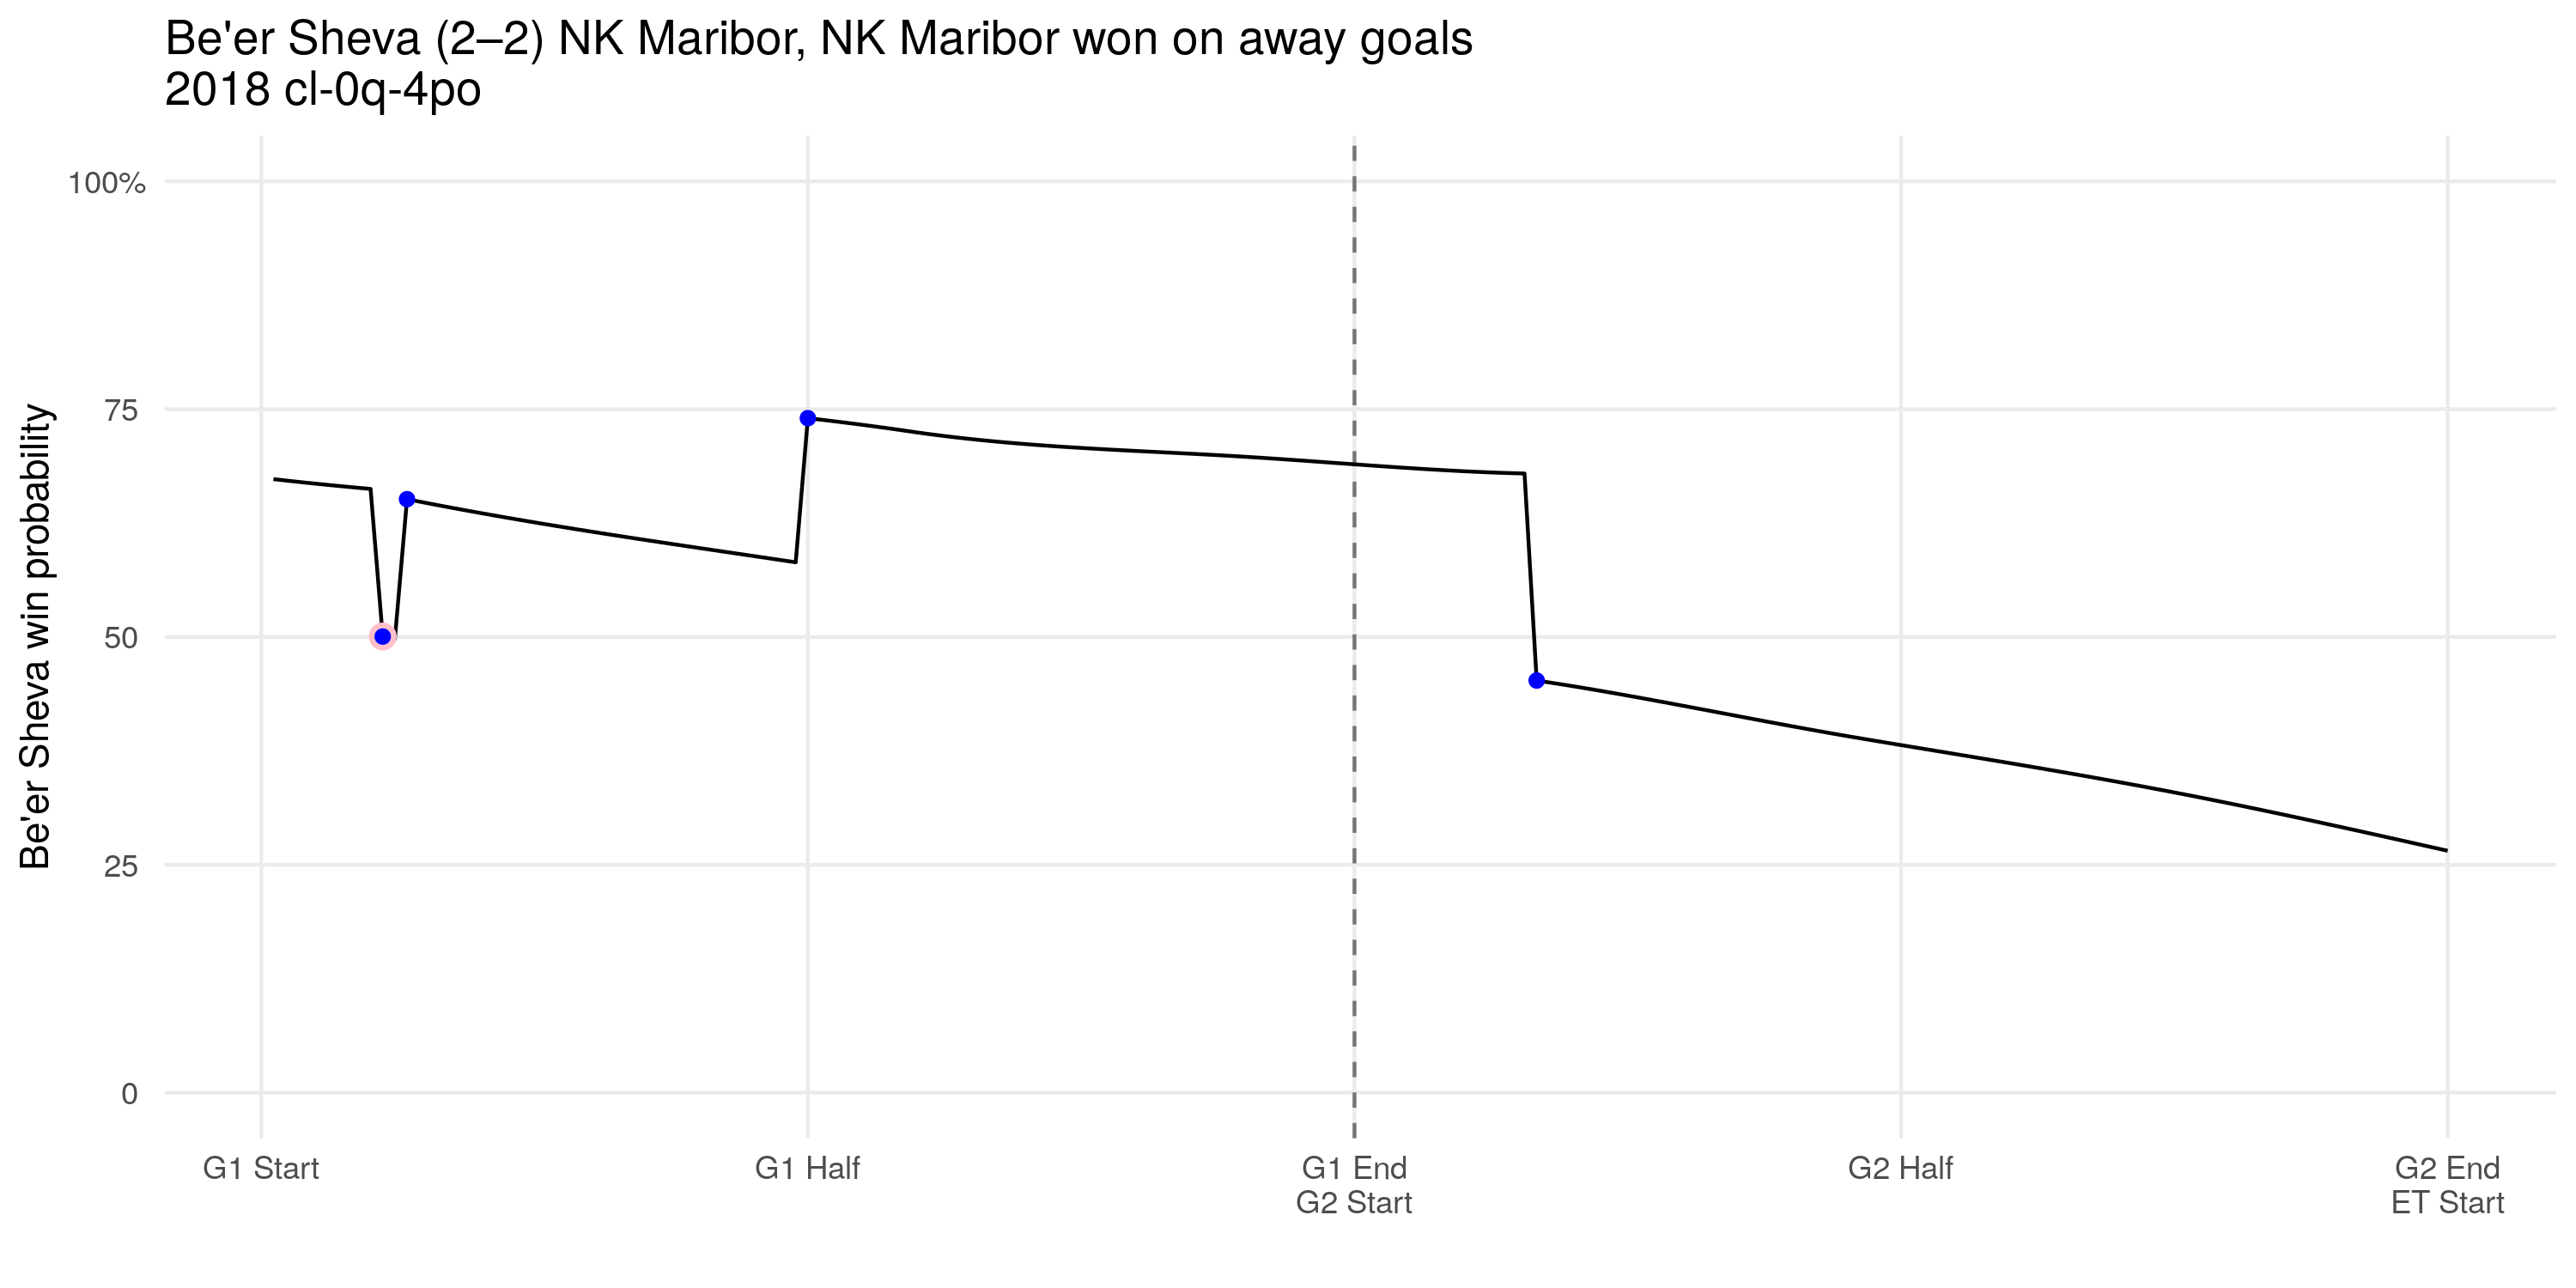 Be'er Sheva (2–2) NK Maribor, NK Maribor won on away goals
2018 cl-0q-4po
Be'er Sheva win probability
100%
75
50
25
0
G1 Start
G1 Half
G1 End
G2 Start
G2 Half
G2 End
ET Start